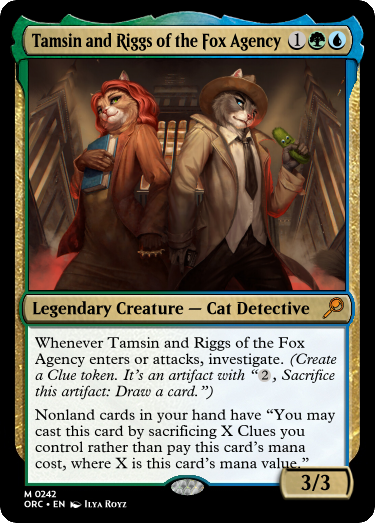 Tamsin and Riggs of the Fox Agency 1
Legendary Creature — Cat Detective
Whenever Tamsin and Riggs of the Fox
Agency enters or attacks, investigate. (Create
a Clue token. It's an artifact with “2, Sacrifice
this artifact: Draw a card.”)
Nonland cards in your hand have “You may
cast this card by sacrificing X Clues you
control rather than pay this card's mana
cost, where X is this card's mana value.”
3/3
M 0242
ORC • EN Ilya Royz